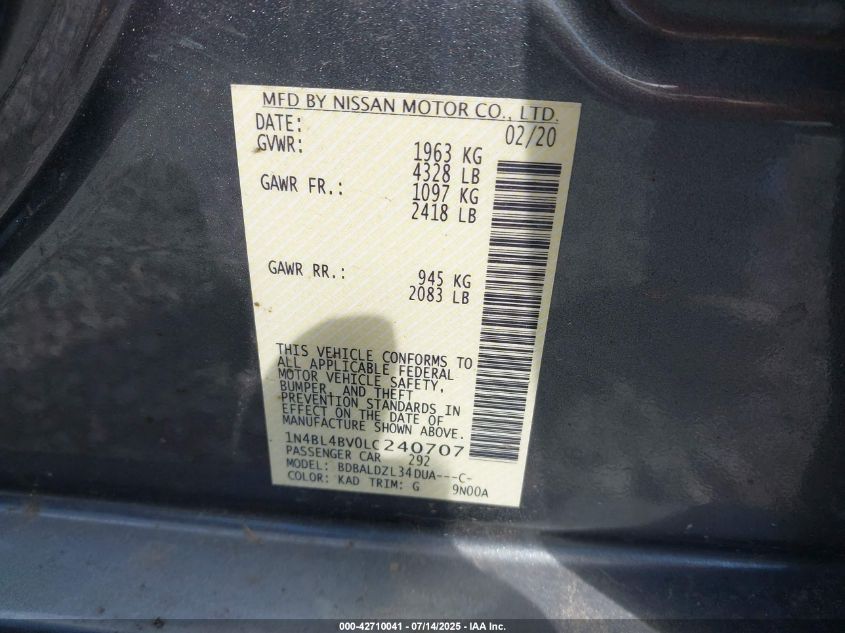 MFD BY NISSAN MOTOR CO., LTD.
DATE: 02/20
GVWR: 1963 KG
4328 LB
GAWR FR.: 1097 KG
2418 LB
GAWR RR.: 945 KG
2083 LB
THIS VEHICLE CONFORMS TO
ALL APPLICABLE FEDERAL
MOTOR VEHICLE SAFETY,
BUMPER, AND THEFT
PREVENTION STANDARDS IN
EFFECT ON THE DATE OF
MANUFACTURE SHOWN ABOVE.
1N4BL4BV0LC240707
PASSENGER CAR 292
MODEL: BDBALDZL34DUA---C-
COLOR: KAD TRIM: G 9N00A
000-42710041 - 07/14/2025 - IAA Inc.